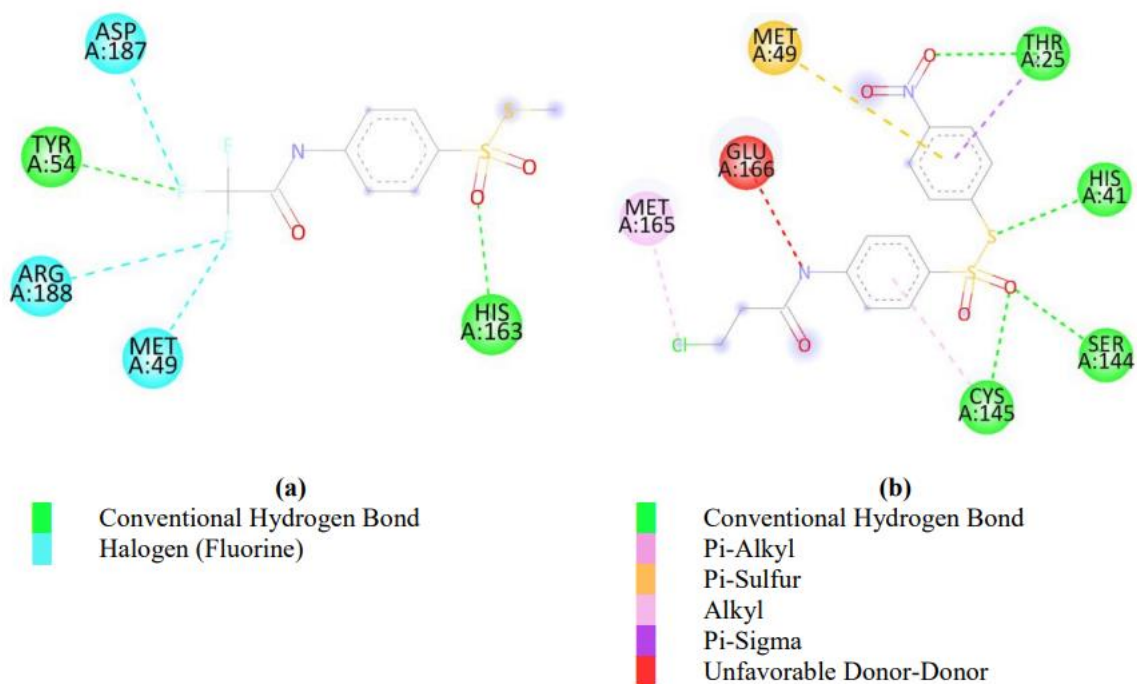 ASP
A:187
TYR
A:54
F
F
F
N
O
S
S
O
O
ARG
A:188
MET
A:49
HIS
A:163
MET
A:49
THR
A:25
O
O
N
GLU
A:166
HIS
A:41
MET
A:165
S
N
S
O
O
Cl
O
SER
A:144
CYS
A:145
(a)
Conventional Hydrogen Bond
Halogen (Fluorine)
(b)
Conventional Hydrogen Bond
Pi-Alkyl
Pi-Sulfur
Alkyl
Pi-Sigma
Unfavorable Donor-Donor